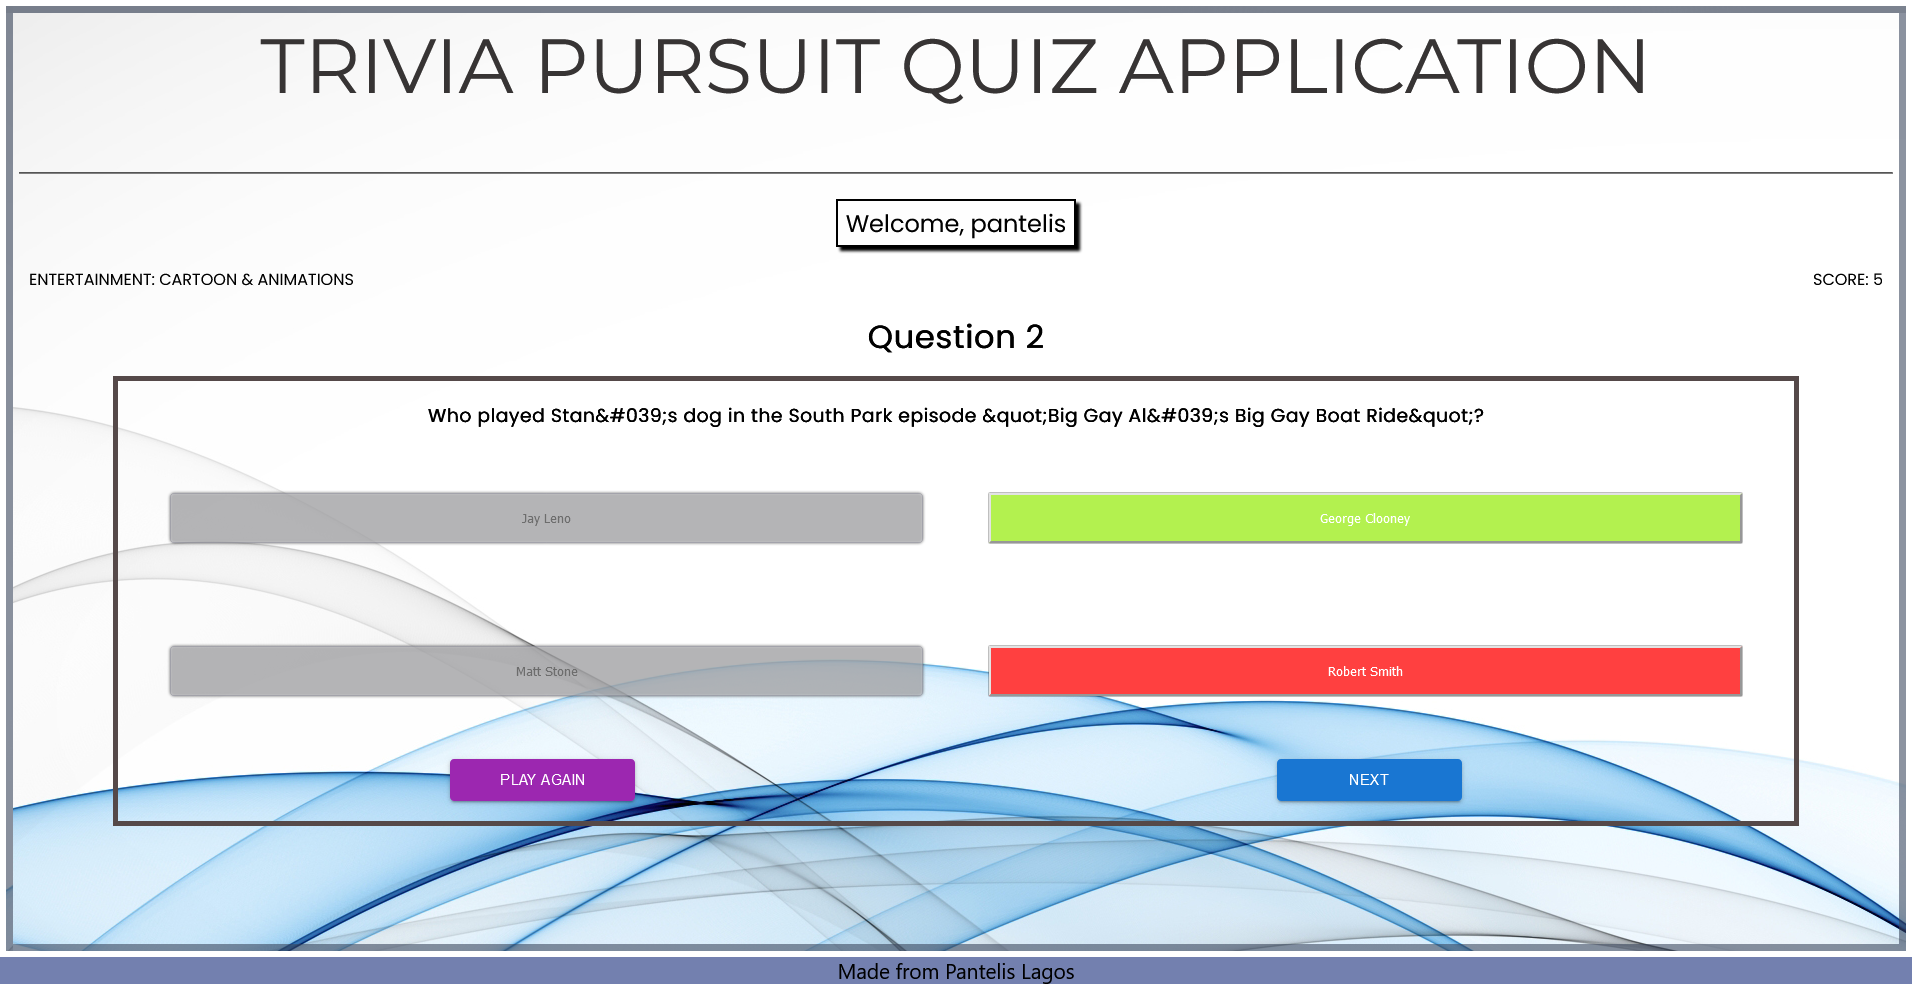 TRIVIA PURSUIT QUIZ APPLICATION
Welcome, pantelis
ENTERTAINMENT: CARTOON & ANIMATIONS
SCORE: 5
Question 2
Who played Stan&#039;s dog in the South Park episode &quot;Big Gay Al&#039;s Big Gay Boat Ride&quot;?
Jay Leno
George Clooney
Matt Stone
Robert Smith
PLAY AGAIN
NEXT
Made from Pantelis Lagos